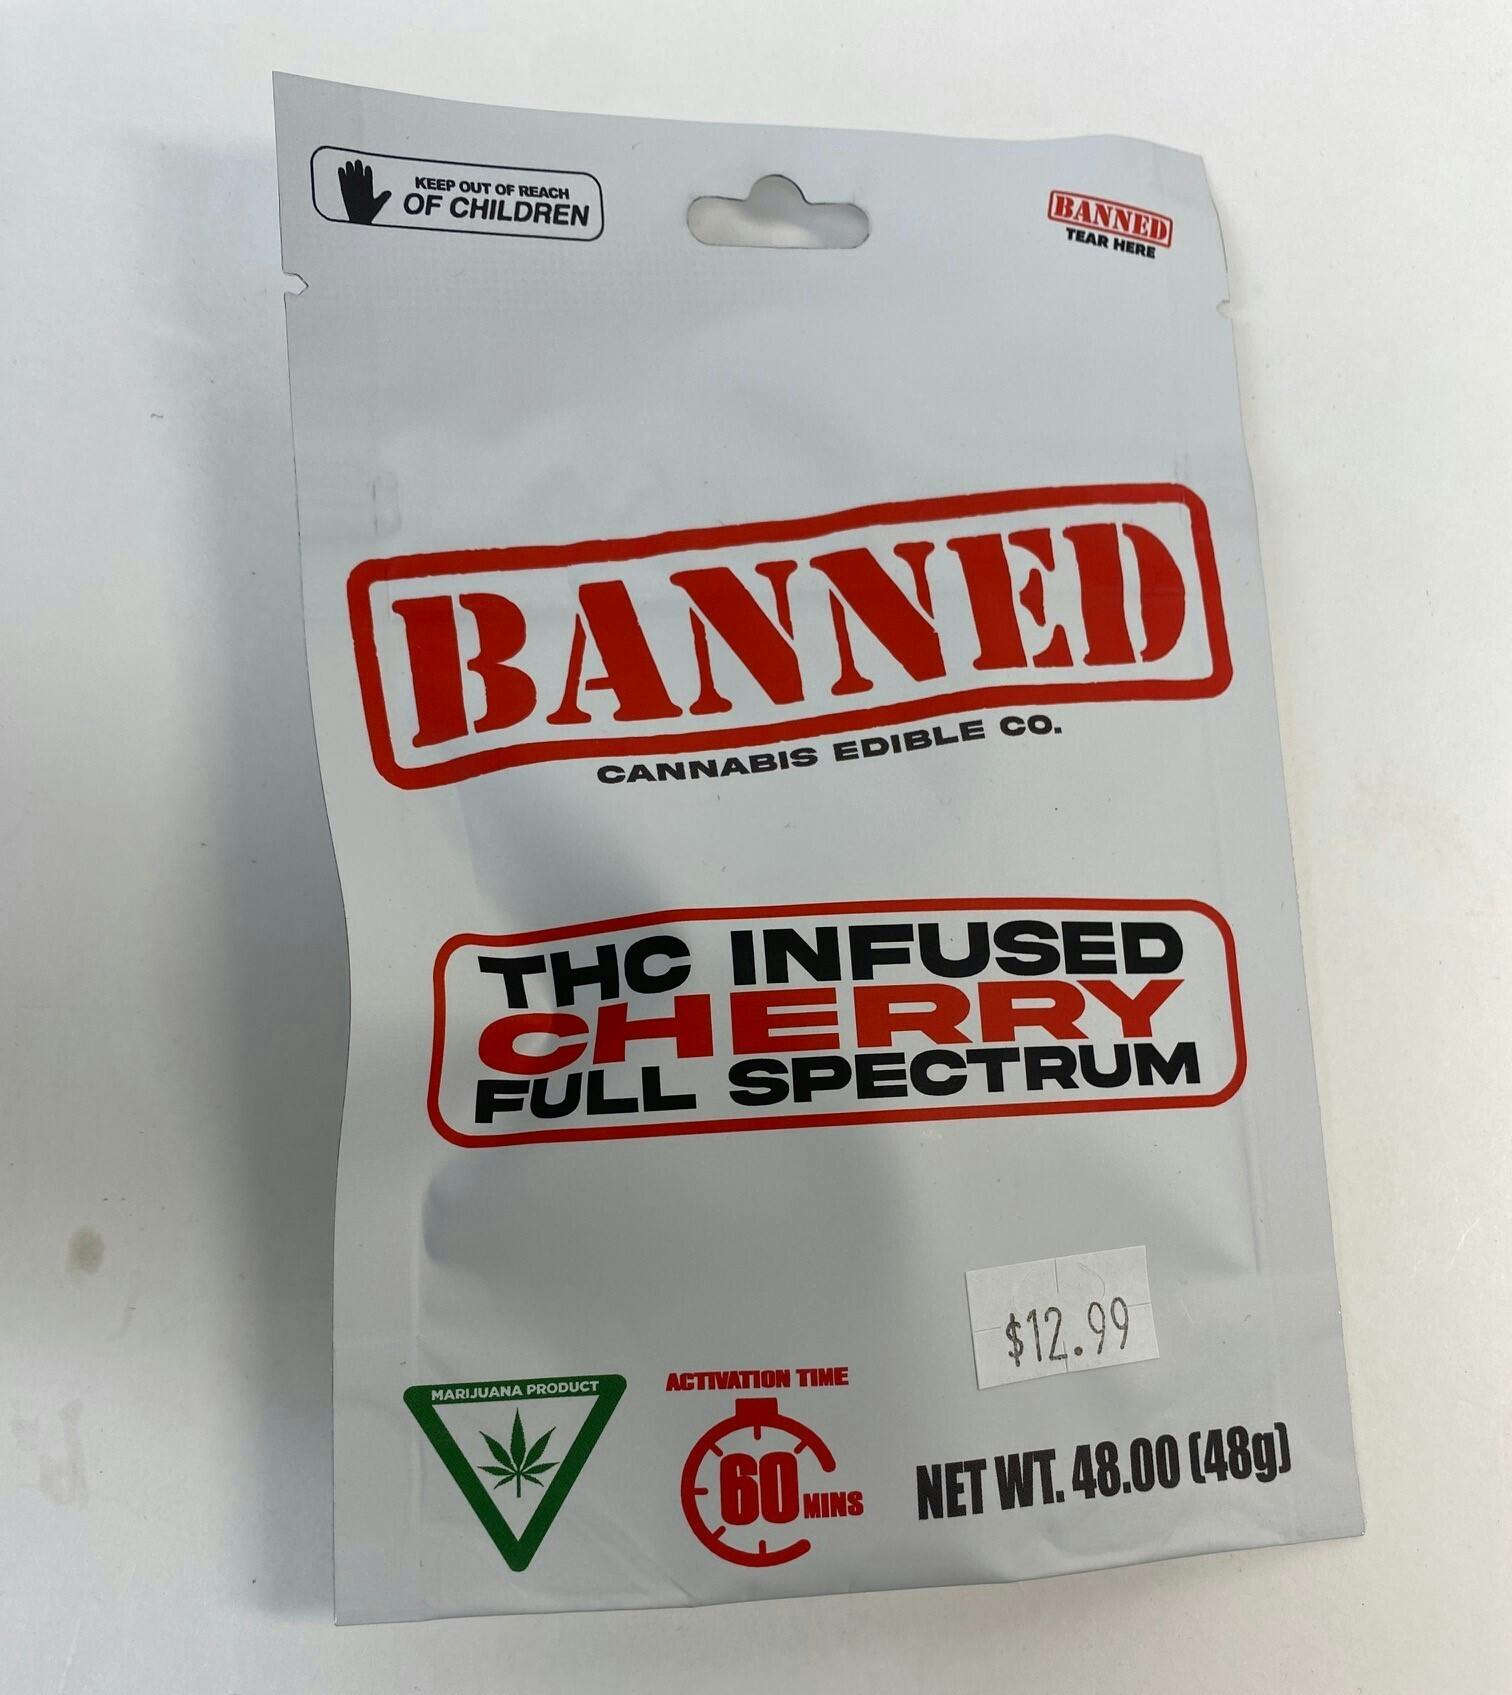 KEEP OUT OF REACH
OF CHILDREN
BANNED
TEAR HERE
BANNED
CANNABIS EDIBLE CO.
THC INFUSED
CHERRY
FULL SPECTRUM
$12.99
MARIJUANA PRODUCT
ACTIVATION TIME
60 MINS
NET WT. 48.00 (48g)